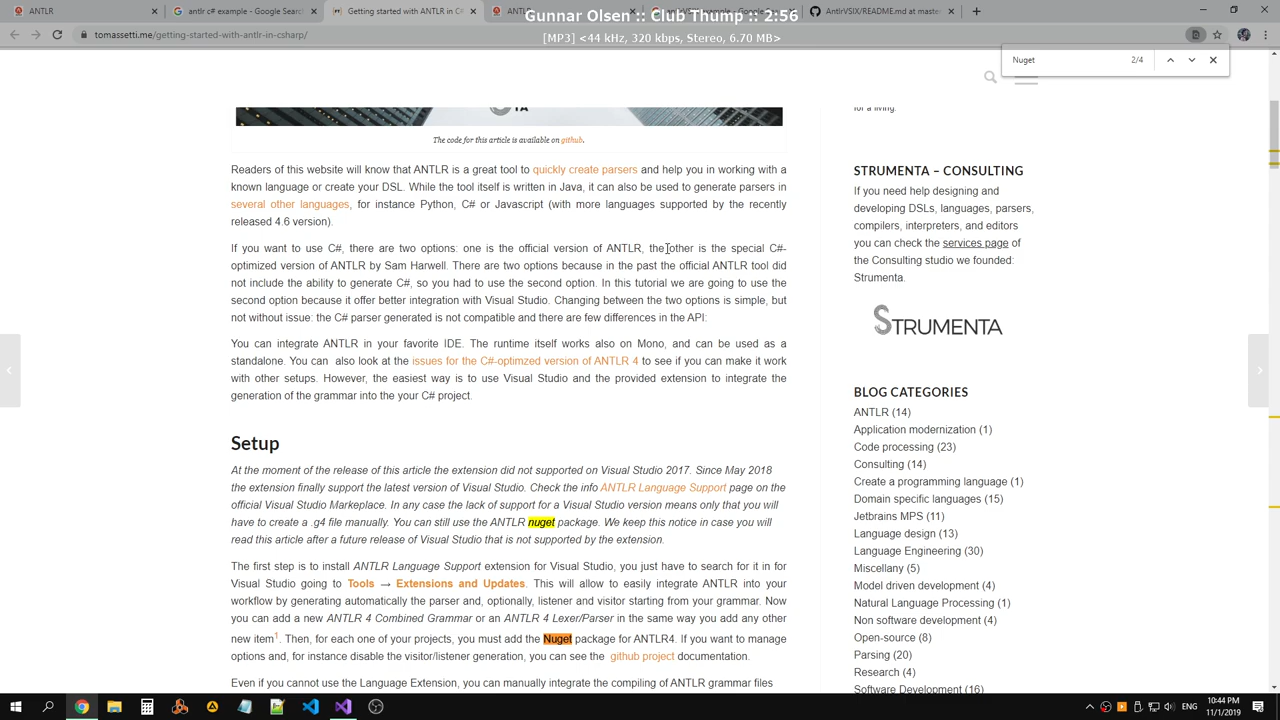 ANTLR
c# - Getting started with ANTLR
ANTLR
ANTLR
AntlrVSIX/GrammarGrammar
Gunnar Olsen :: Club Thump :: 2:56
[MP3] <44 kHz, 320 kbps, Stereo, 6.70 MB>
tomassetti.me/getting-started-with-antlr-in-csharp/
Nuget
2/4
The code for this article is available on github.
Readers of this website will know that ANTLR is a great tool to quickly create parsers and help you in working with a
known language or create your DSL. While the tool itself is written in Java, it can also be used to generate parsers in
several other languages, for instance Python, C# or Javascript (with more languages supported by the recently
released 4.6 version).
If you want to use C#, there are two options: one is the official version of ANTLR, the other is the special C#-
optimized version of ANTLR by Sam Harwell. There are two options because in the past the official ANTLR tool did
not include the ability to generate C#, so you had to use the second option. In this tutorial we are going to use the
second option because it offer better integration with Visual Studio. Changing between the two options is simple, but
not without issue: the C# parser generated is not compatible and there are few differences in the API:
You can integrate ANTLR in your favorite IDE. The runtime itself works also on Mono, and can be used as a
standalone. You can also look at the issues for the C#-optimzed version of ANTLR 4 to see if you can make it work
with other setups. However, the easiest way is to use Visual Studio and the provided extension to integrate the
generation of the grammar into the your C# project.
Setup
At the moment of the release of this article the extension did not supported on Visual Studio 2017. Since May 2018
the extension finally support the latest version of Visual Studio. Check the info ANTLR Language Support page on the
official Visual Studio Markeplace. In any case the lack of support for a Visual Studio version means only that you will
have to create a .g4 file manually. You can still use the ANTLR nuget package. We keep this notice in case you will
read this article after a future release of Visual Studio that is not supported by the extension.
The first step is to install ANTLR Language Support extension for Visual Studio, you just have to search for it in for
Visual Studio going to Tools → Extensions and Updates. This will allow to easily integrate ANTLR into your
workflow by generating automatically the parser and, optionally, listener and visitor starting from your grammar. Now
you can add a new ANTLR 4 Combined Grammar or an ANTLR 4 Lexer/Parser in the same way you add any other
new item1. Then, for each one of your projects, you must add the Nuget package for ANTLR4. If you want to manage
options and, for instance disable the visitor/listener generation, you can see the github project documentation.
Even if you cannot use the Language Extension, you can manually integrate the compiling of ANTLR grammar files
for a living.
STRUMENTA – CONSULTING
If you need help designing and
developing DSLs, languages, parsers,
compilers, interpreters, and editors
you can check the services page of
the Consulting studio we founded:
Strumenta.
STRUMENTA
BLOG CATEGORIES
ANTLR (14)
Application modernization (1)
Code processing (23)
Consulting (14)
Create a programming language (1)
Domain specific languages (15)
Jetbrains MPS (11)
Language design (13)
Language Engineering (30)
Miscellany (5)
Model driven development (4)
Natural Language Processing (1)
Non software development (4)
Open-source (8)
Parsing (20)
Research (4)
Software Development (16)
ENG
10:44 PM
11/1/2019